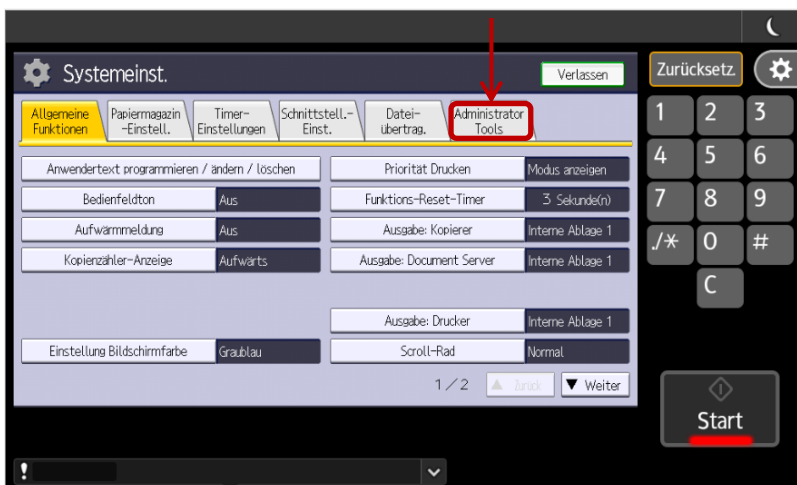 Systemeinst.
Verlassen
Zurücksetz.
Allgemeine
Funktionen
Papiermagazin
-Einstell.
Timer-
Einstellungen
Schnittstell.-
Einst.
Datei-
übertrag.
Administrator
Tools
Anwendertext programmieren / ändern / löschen
Priorität Drucken
Modus anzeigen
Bedienfeldton
Aus
Funktions-Reset-Timer
3 Sekunde(n)
Aufwärmmeldung
Aus
Ausgabe: Kopierer
Interne Ablage 1
Kopienzähler-Anzeige
Aufwärts
Ausgabe: Document Server
Interne Ablage 1
Ausgabe: Drucker
Interne Ablage 1
Einstellung Bildschirmfarbe
Graublau
Scroll-Rad
Normal
1/2
▲ Zurück
▼ Weiter
1 2 3
4 5 6
7 8 9
./* 0 #
C
Start
!